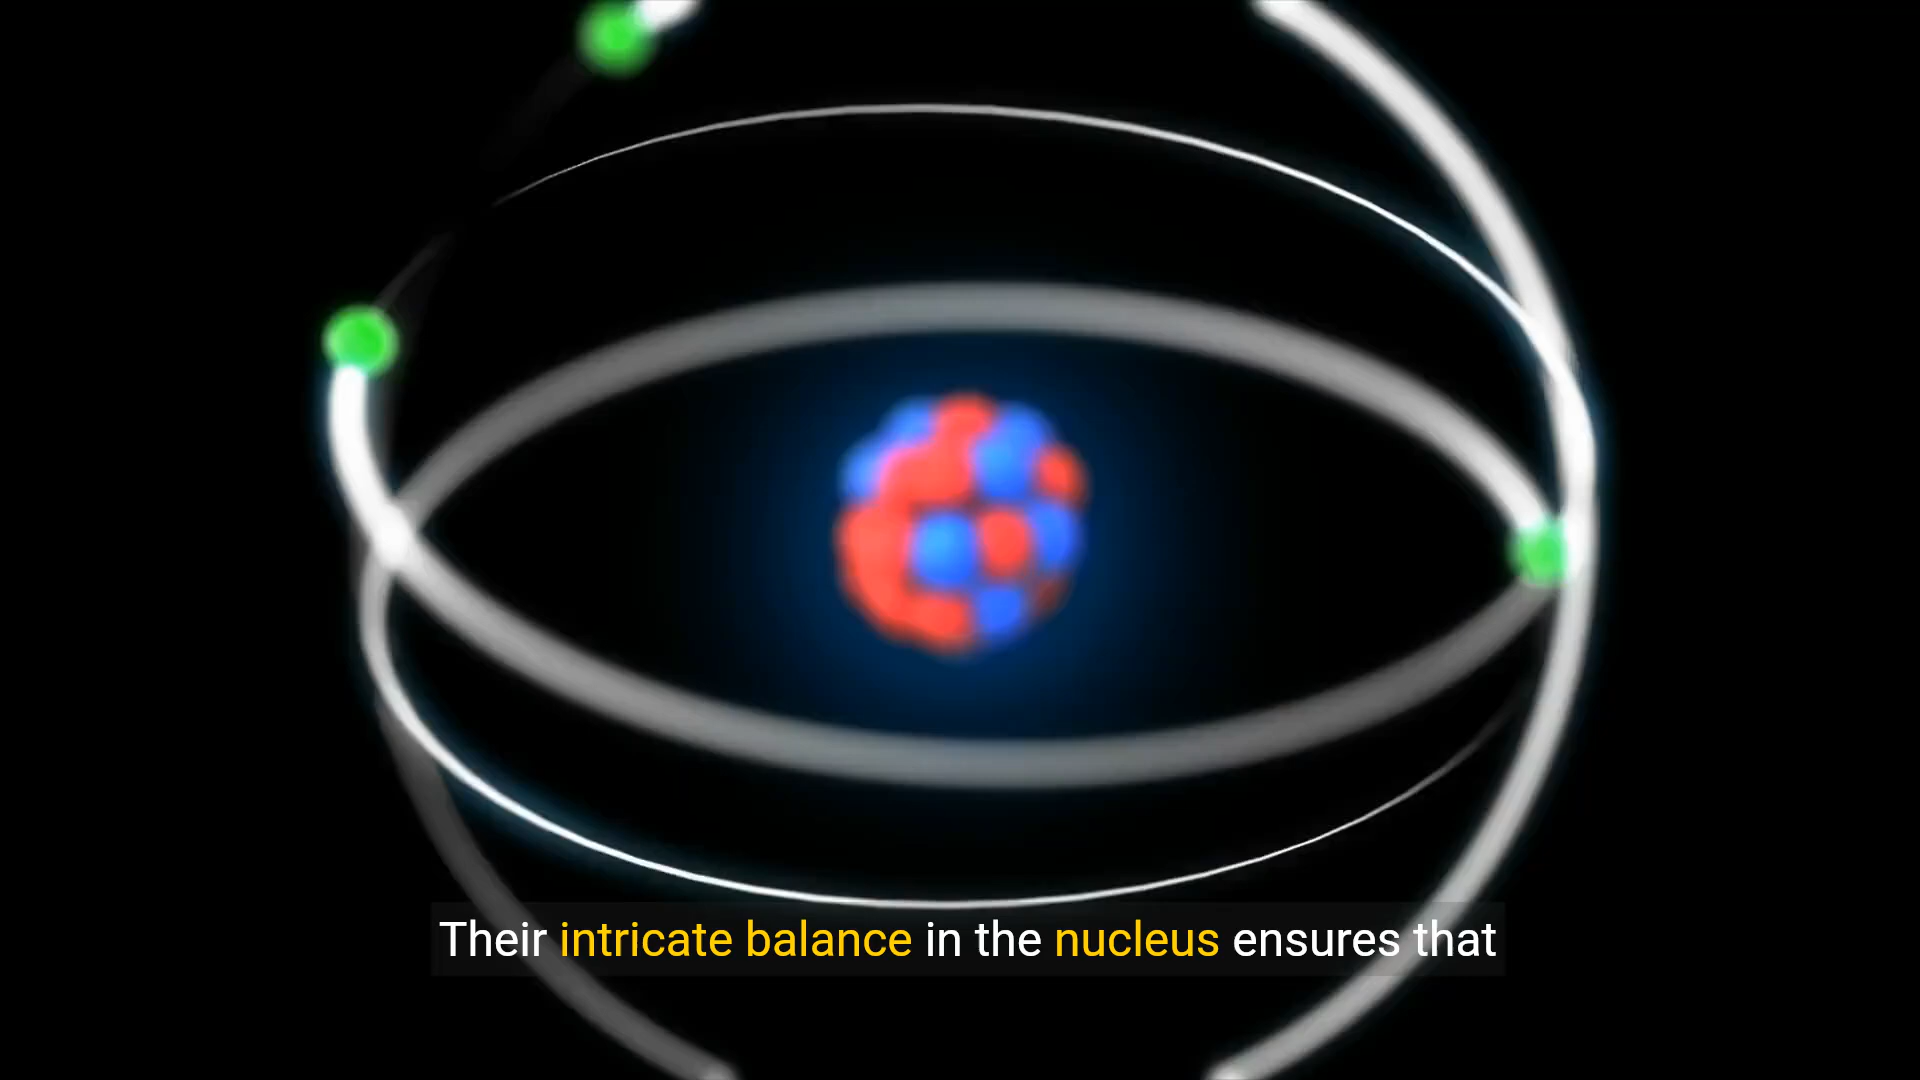 Their intricate balance in the nucleus ensures that